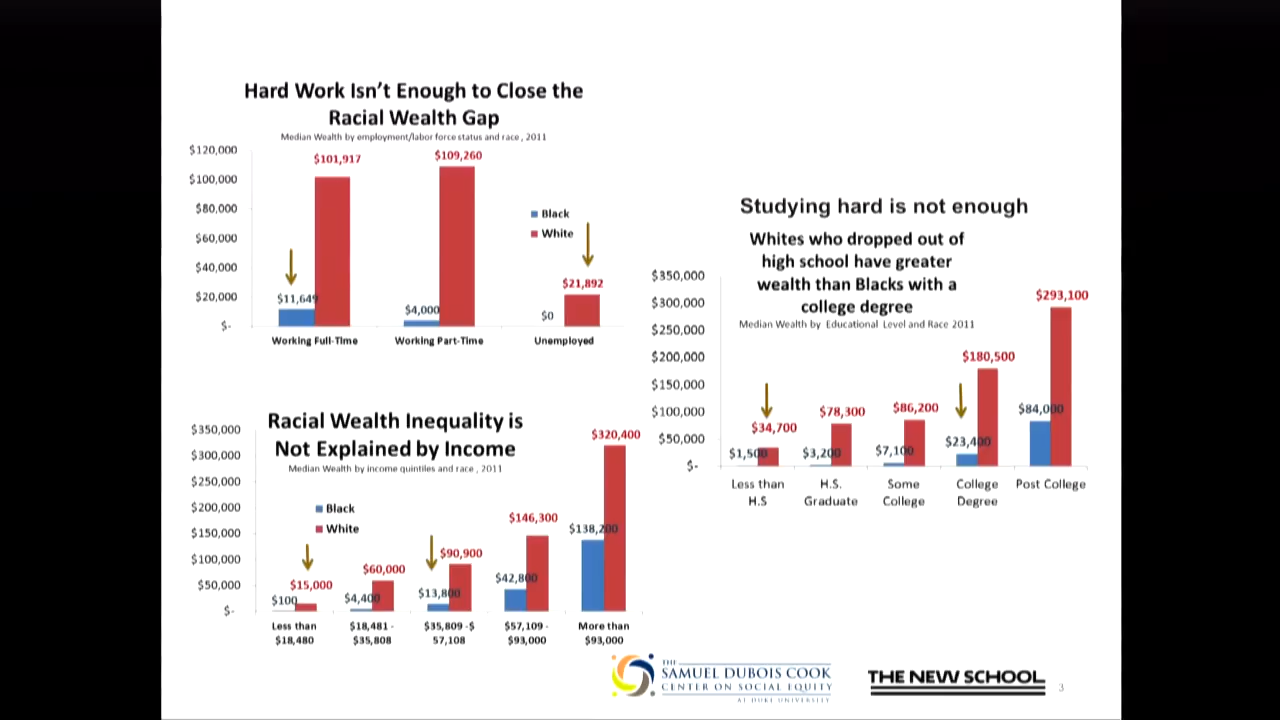 Hard Work Isn't Enough to Close the
Racial Wealth Gap
Median Wealth by employment/labor force status and race , 2011
$120,000
$100,000
$80,000
$60,000
$40,000
$20,000
$-
$101,917
$109,260
Black
White
$11,649
$4,000
$0
$21,892
Working Full-Time
Working Part-Time
Unemployed
Studying hard is not enough
Whites who dropped out of
high school have greater
wealth than Blacks with a
college degree
Median Wealth by Educational Level and Race 2011
$350,000
$300,000
$250,000
$200,000
$150,000
$100,000
$50,000
$-
$1,500
$34,700
$3,200
$78,300
$7,100
$86,200
$23,400
$180,500
$84,000
$293,100
Less than
H.S
H.S.
Graduate
Some
College
College
Degree
Post College
Racial Wealth Inequality is
Not Explained by Income
Median Wealth by income quintiles and race , 2011
$350,000
$300,000
$250,000
$200,000
$150,000
$100,000
$50,000
$-
Black
White
$100
$15,000
$4,400
$60,000
$13,800
$90,900
$42,800
$146,300
$138,200
$320,400
Less than
$18,480
$18,481 -
$35,808
$35,809 -$
57,108
$57,109 -
$93,000
More than
$93,000
THE
SAMUEL DUBOIS COOK
CENTER ON SOCIAL EQUITY
AT DUKE UNIVERSITY
THE NEW SCHOOL
3